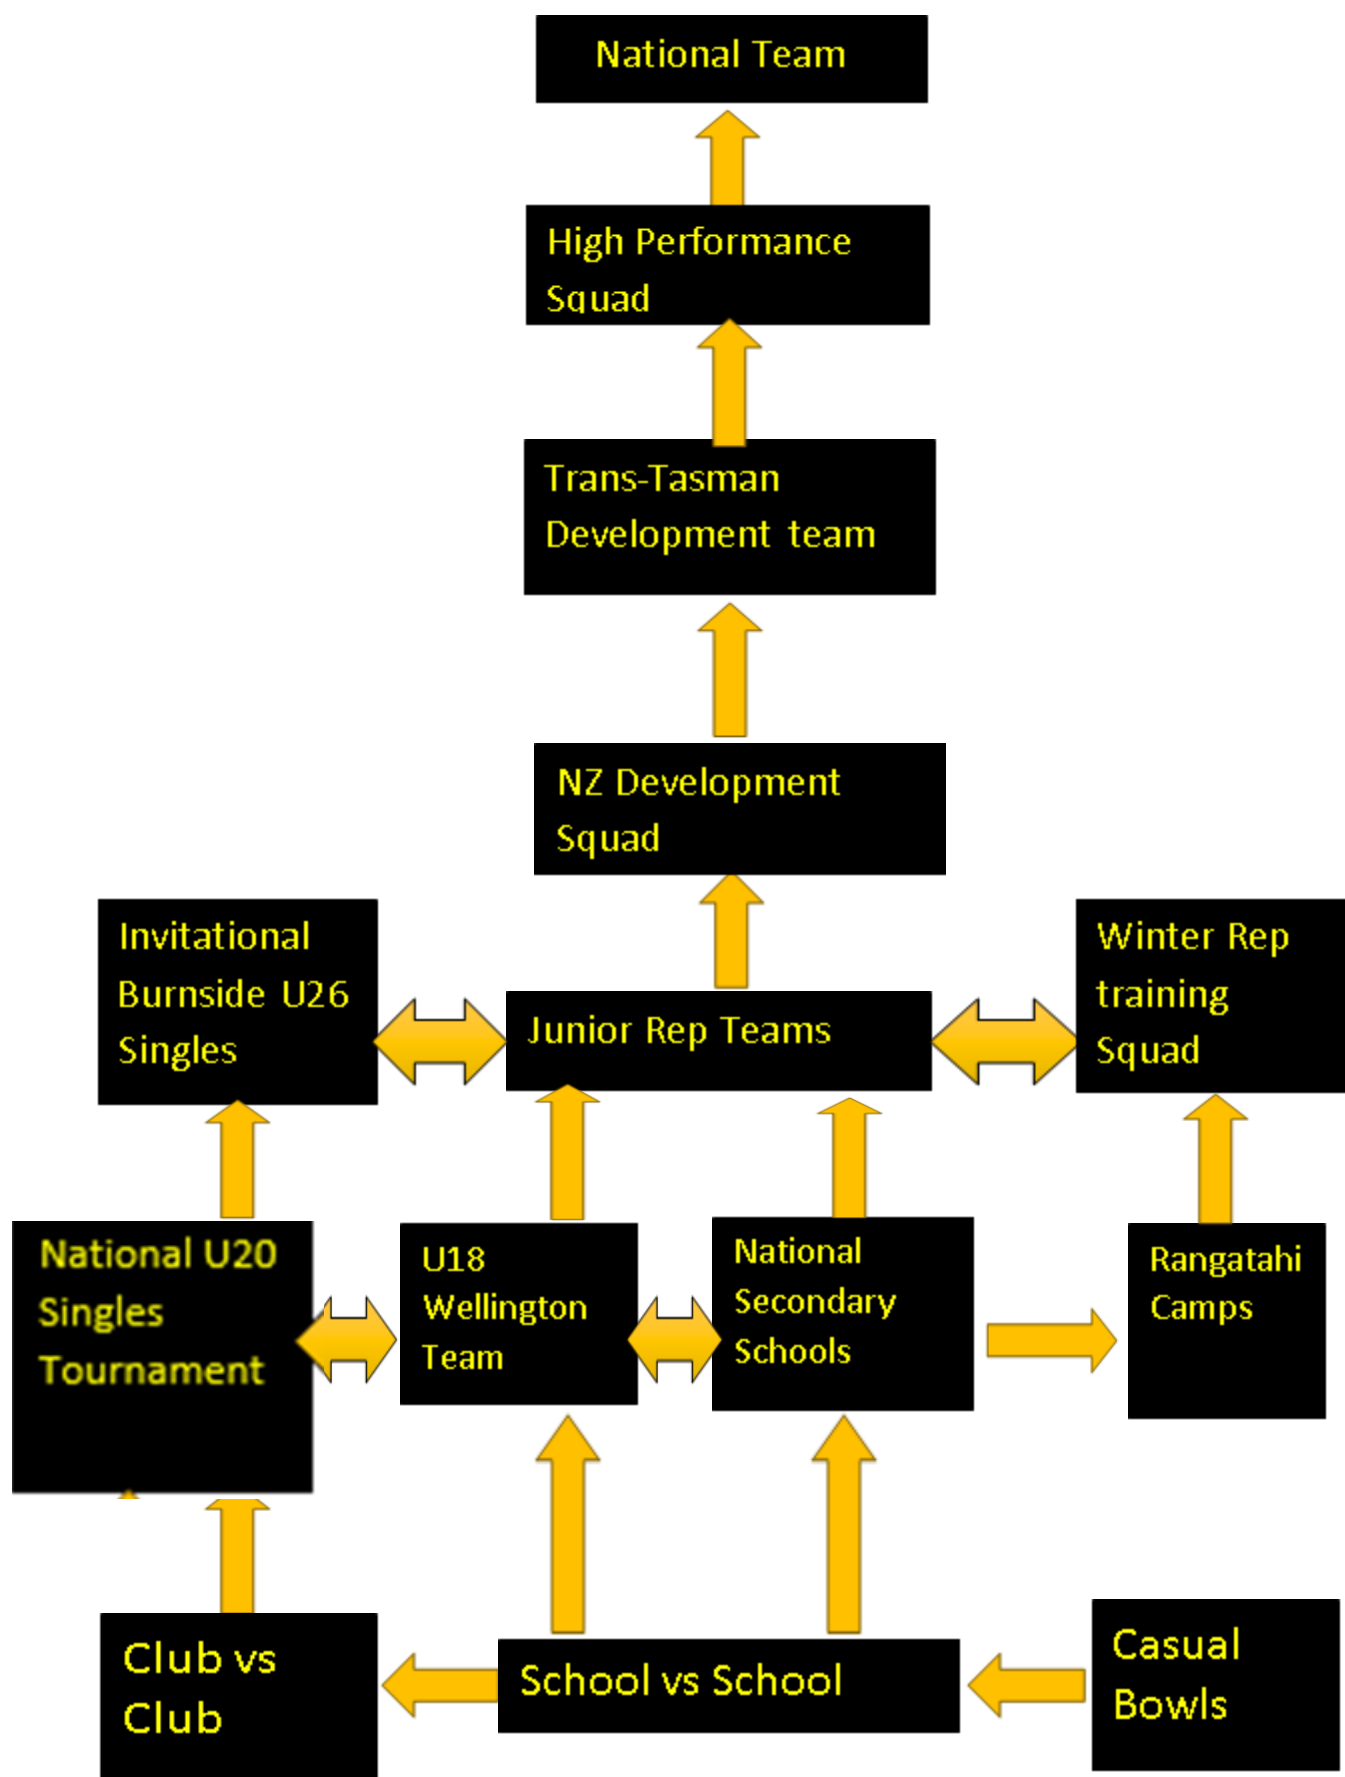 National Team
High Performance
Squad
Trans-Tasman
Development team
NZ Development
Squad
Invitational
Burnside U26
Singles
Junior Rep Teams
Winter Rep
training
Squad
National U20
Singles
Tournament
U18
Wellington
Team
National
Secondary
Schools
Rangatahi
Camps
Club vs
Club
School vs School
Casual
Bowls